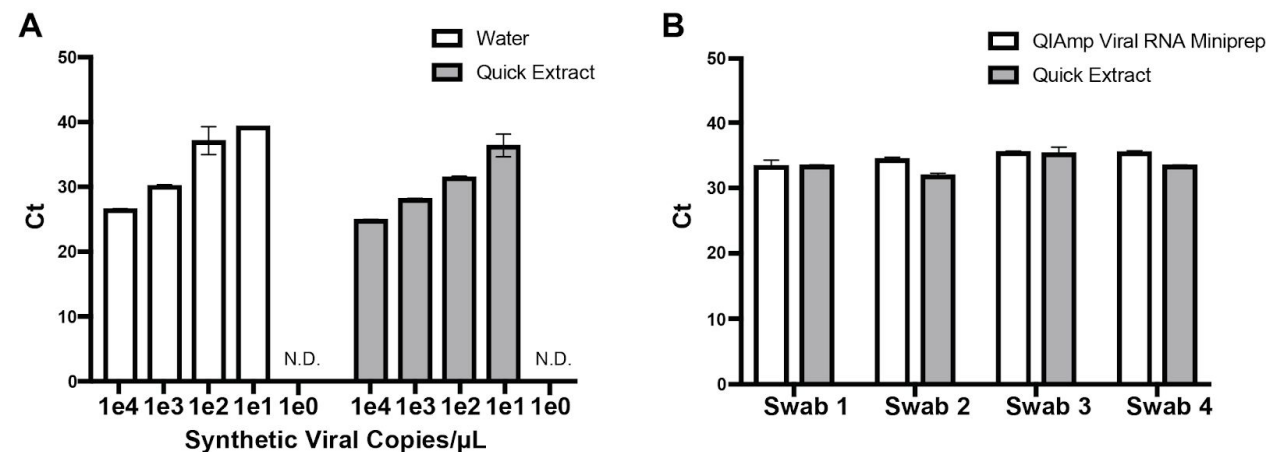 A
Water
Quick Extract
50
40
30
20
10
0
Ct
N.D.
N.D.
1e4 1e3 1e2 1e1 1e0 1e4 1e3 1e2 1e1 1e0
Synthetic Viral Copies/µL
B
QIAmp Viral RNA Miniprep
Quick Extract
50
40
30
20
10
0
Ct
Swab 1 Swab 2 Swab 3 Swab 4